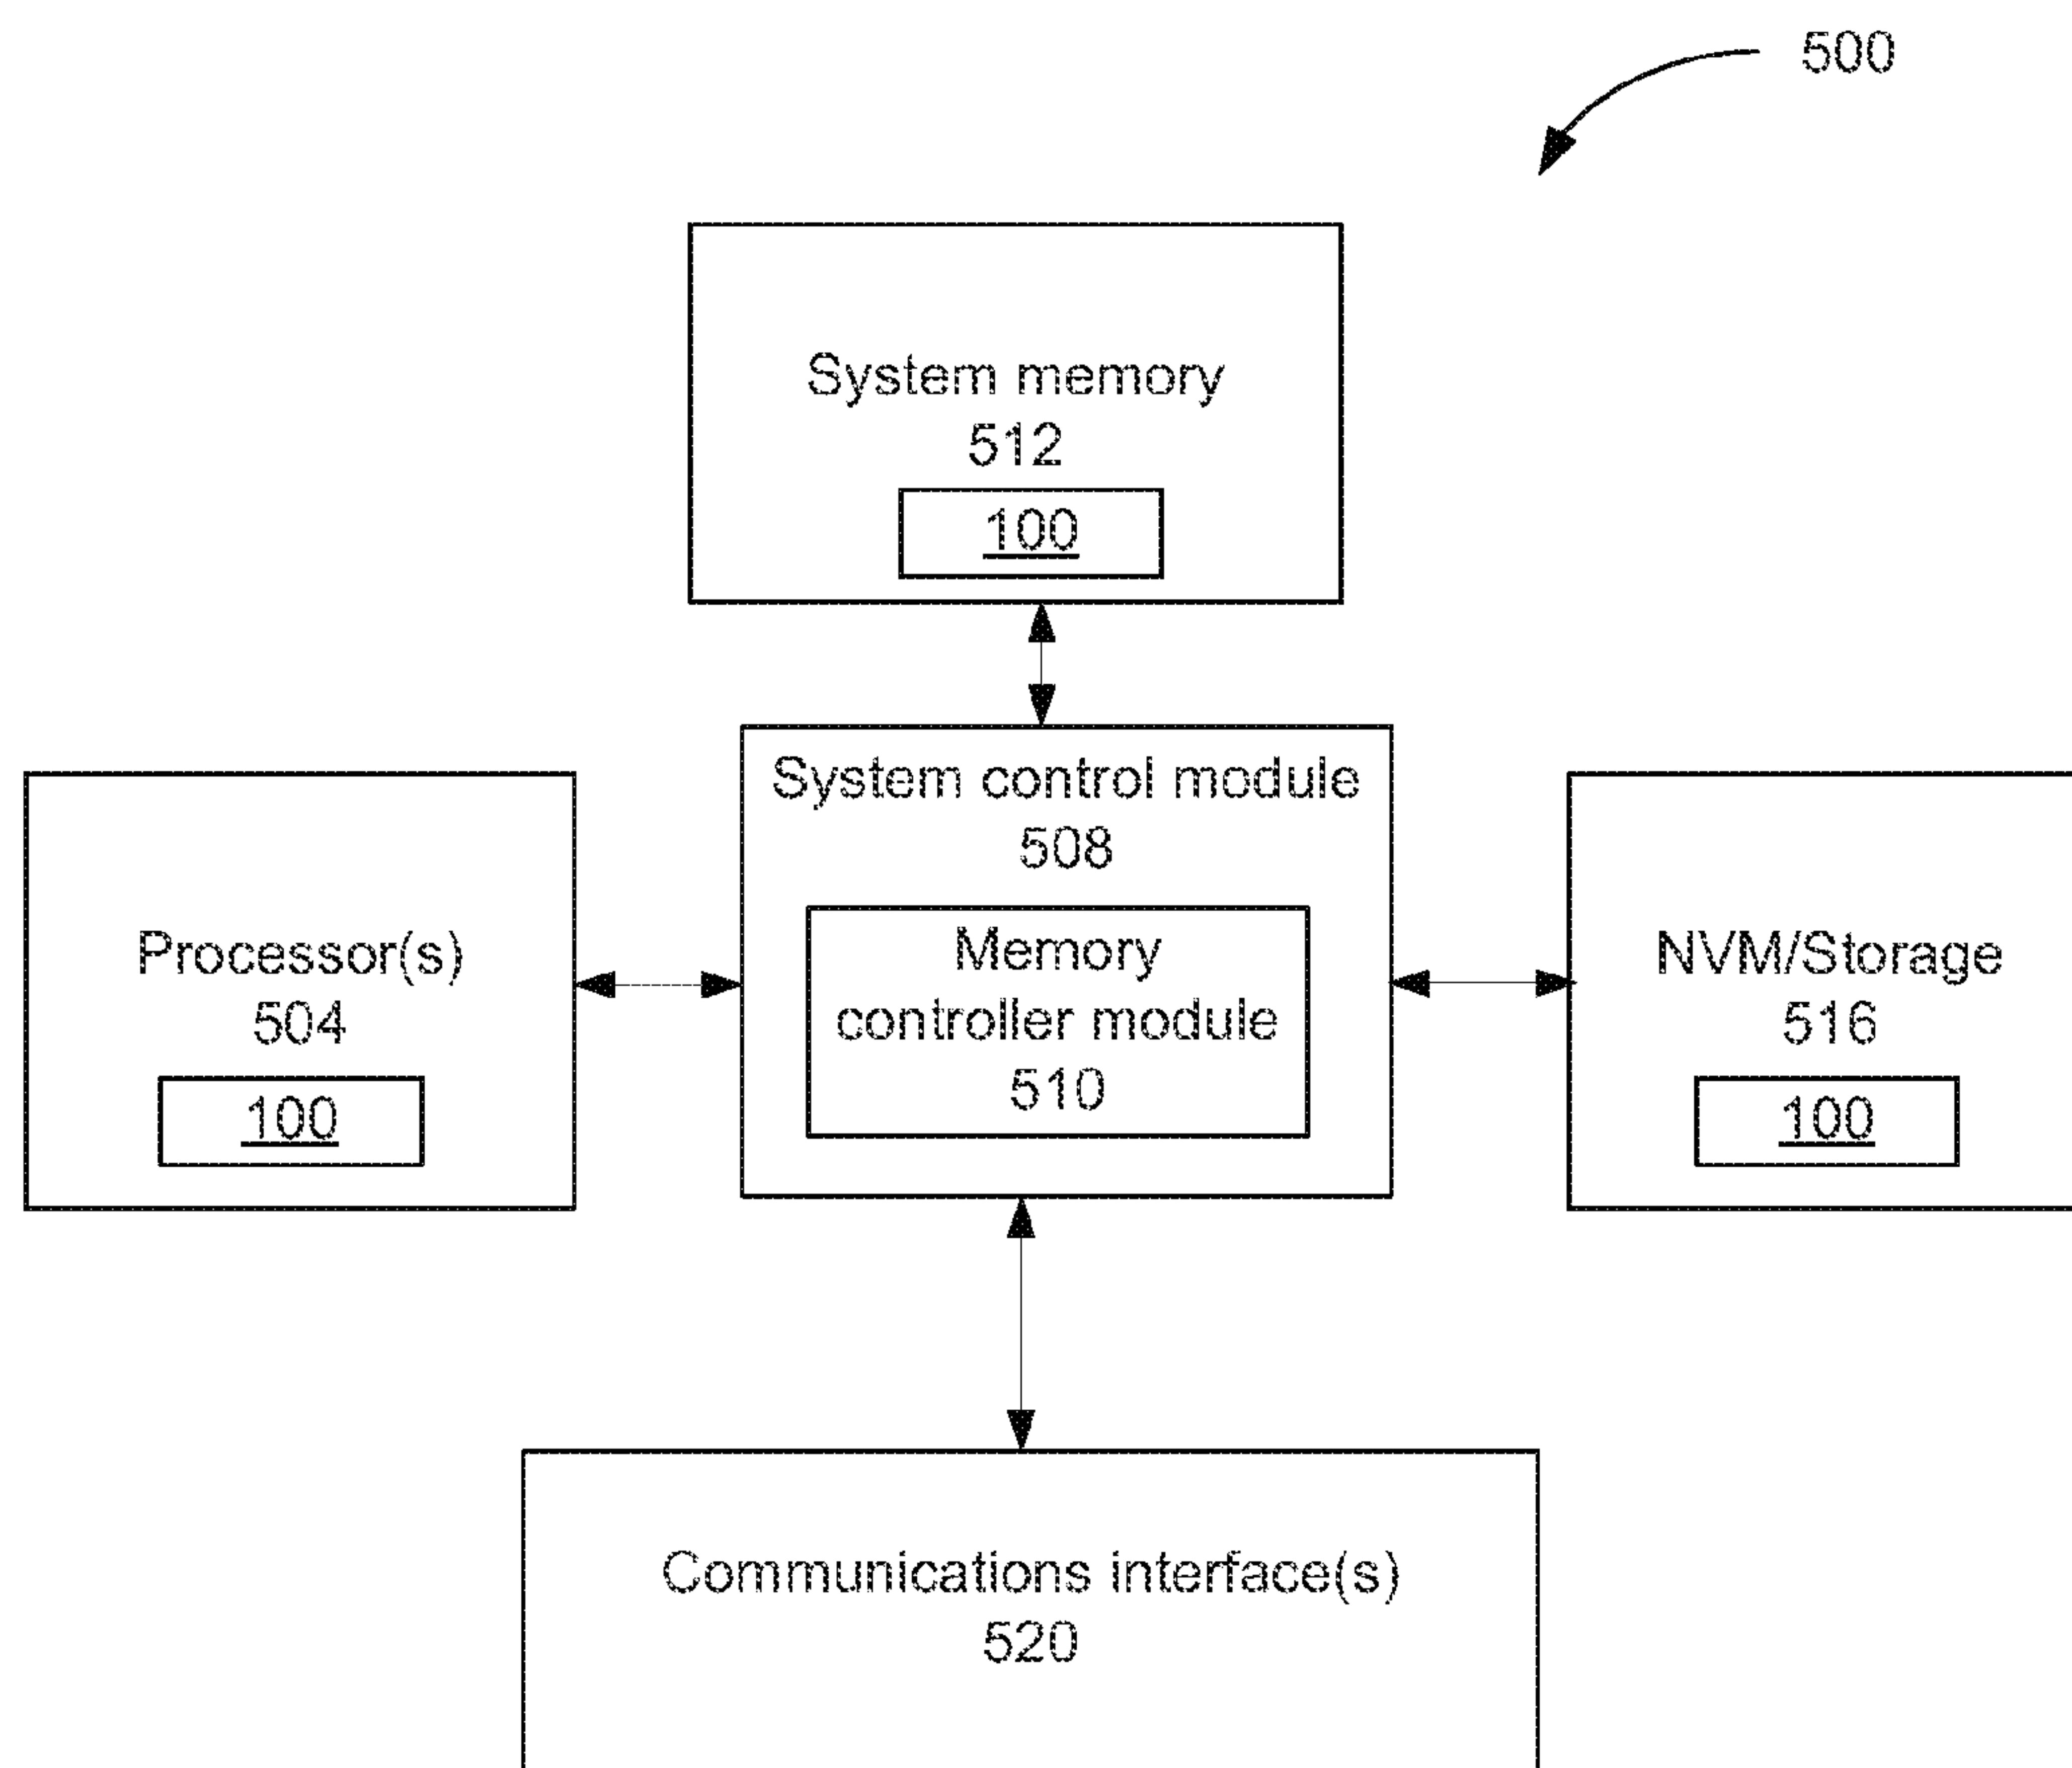 500
System memory
512
100
System control module
508
Memory
controller module
510
Processor(s)
504
100
NVM/Storage
516
100
Communications interface(s)
520